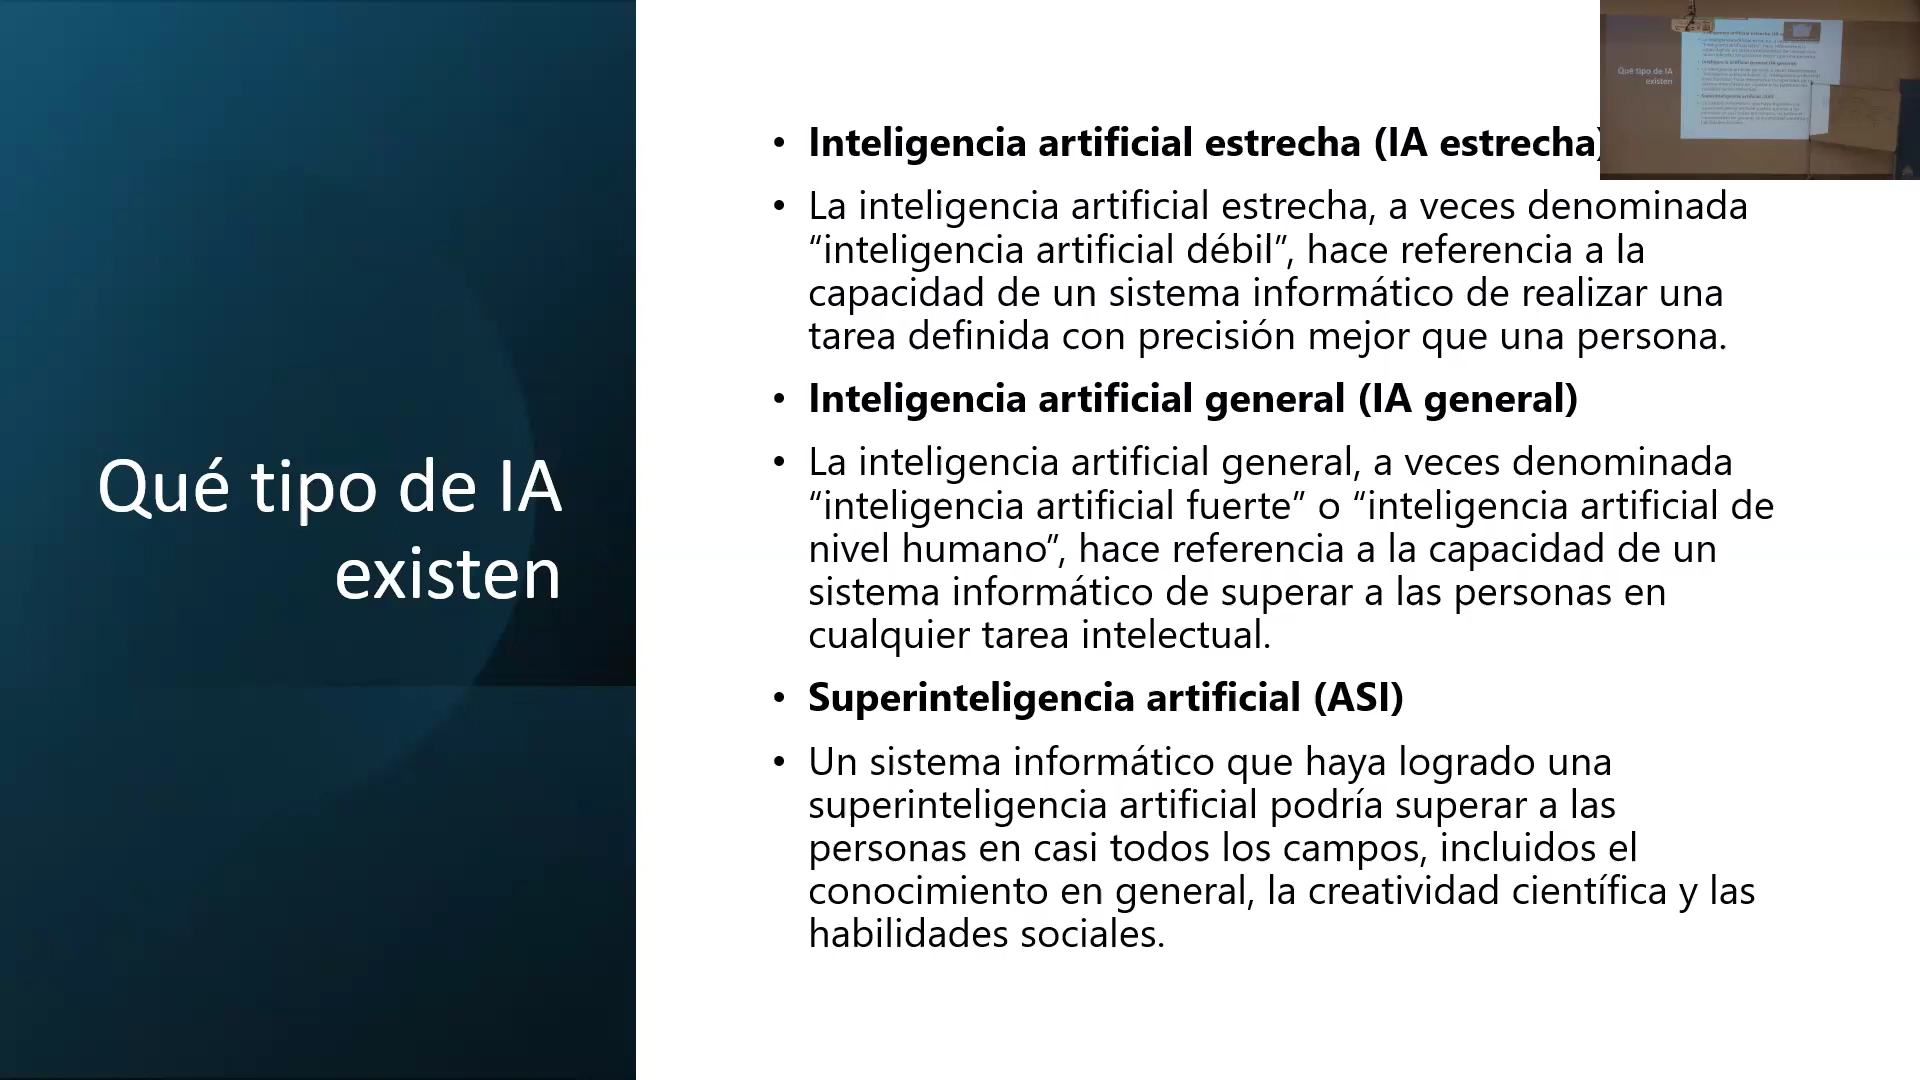 Qué tipo de IA
existen
• Inteligencia artificial estrecha (IA estrecha)
• La inteligencia artificial estrecha, a veces denominada
“inteligencia artificial débil”, hace referencia a la
capacidad de un sistema informático de realizar una
tarea definida con precisión mejor que una persona.
• Inteligencia artificial general (IA general)
• La inteligencia artificial general, a veces denominada
“inteligencia artificial fuerte” o “inteligencia artificial de
nivel humano”, hace referencia a la capacidad de un
sistema informático de superar a las personas en
cualquier tarea intelectual.
• Superinteligencia artificial (ASI)
• Un sistema informático que haya logrado una
superinteligencia artificial podría superar a las
personas en casi todos los campos, incluidos el
conocimiento en general, la creatividad científica y las
habilidades sociales.
Qué tipo de IA
existen